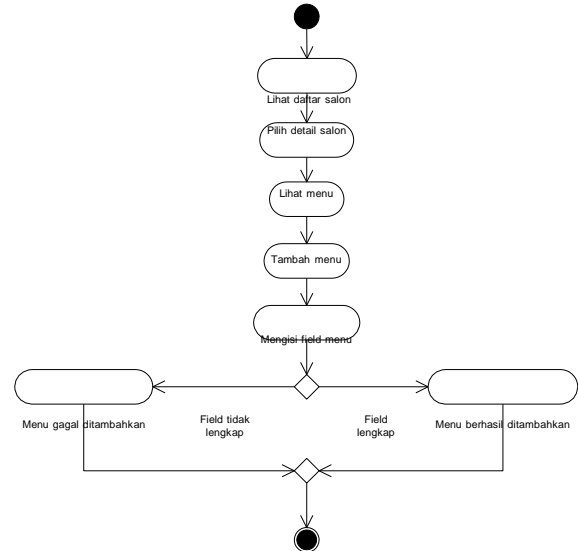 Lihat daftar salon
Pilih detail salon
Lihat menu
Tambah menu
Mengisi field menu
Menu gagal ditambahkan
Field tidak
lengkap
Field
lengkap
Menu berhasil ditambahkan